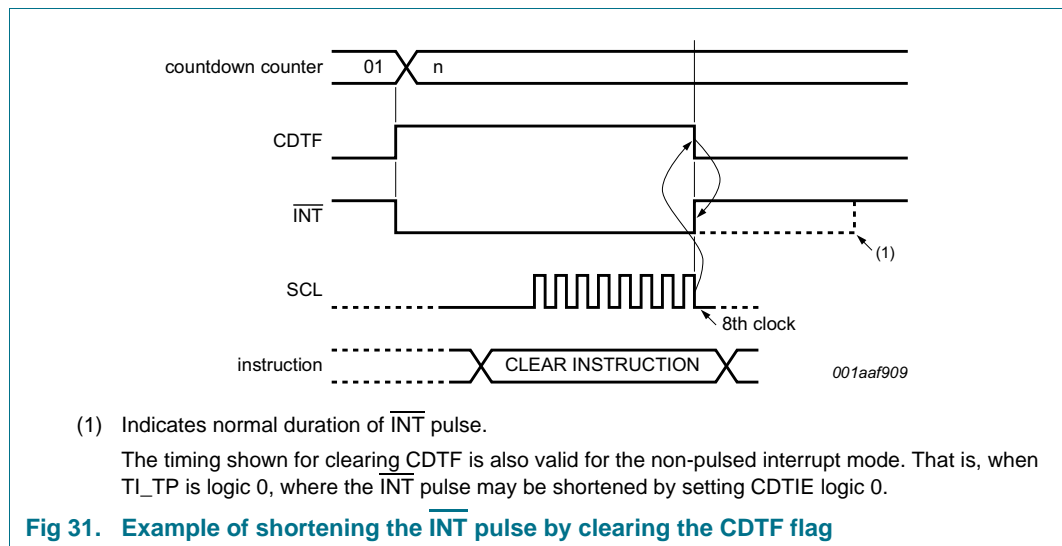 countdown counter 01 n
CDTF
INT
(1)
SCL
8th clock
instruction CLEAR INSTRUCTION
001aaf909
(1) Indicates normal duration of INT pulse.
The timing shown for clearing CDTF is also valid for the non-pulsed interrupt mode. That is, when
TI_TP is logic 0, where the INT pulse may be shortened by setting CDTIE logic 0.
Fig 31. Example of shortening the INT pulse by clearing the CDTF flag